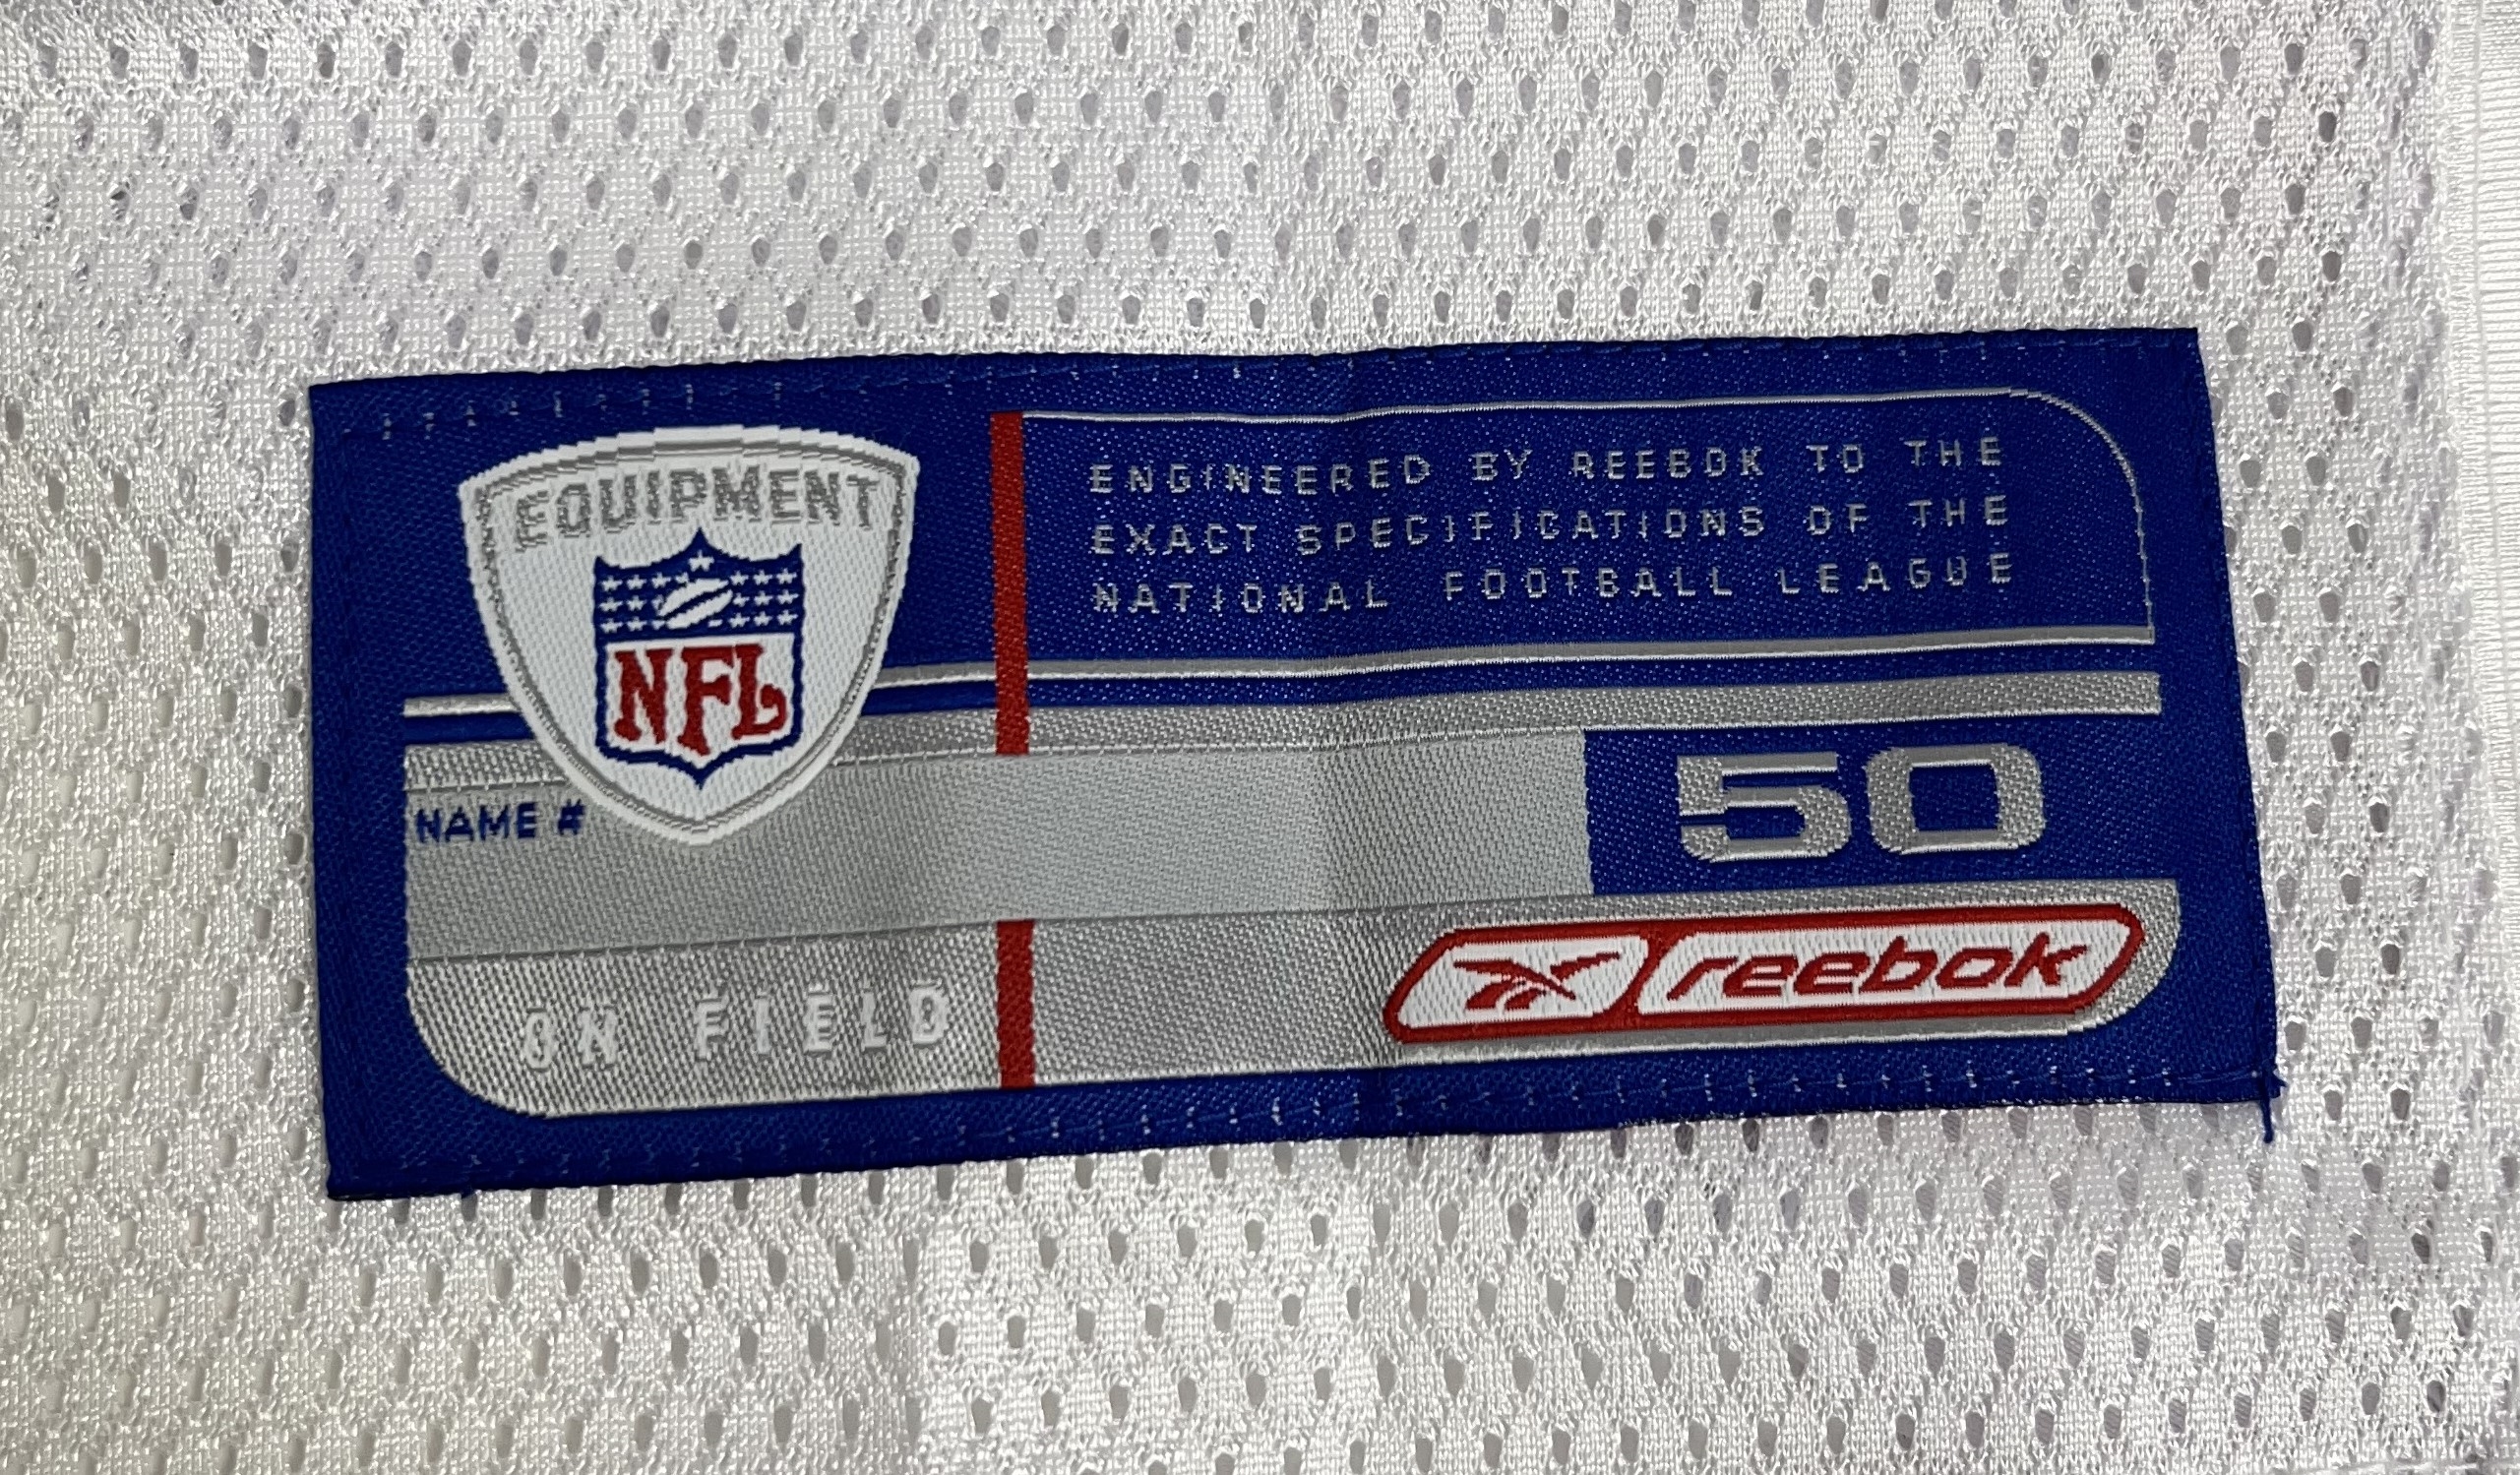 EQUIPMENT
NFL
ENGINEERED BY REEBOK TO THE
EXACT SPECIFICATIONS OF THE
NATIONAL FOOTBALL LEAGUE
NAME #
50
ON FIELD
reebok